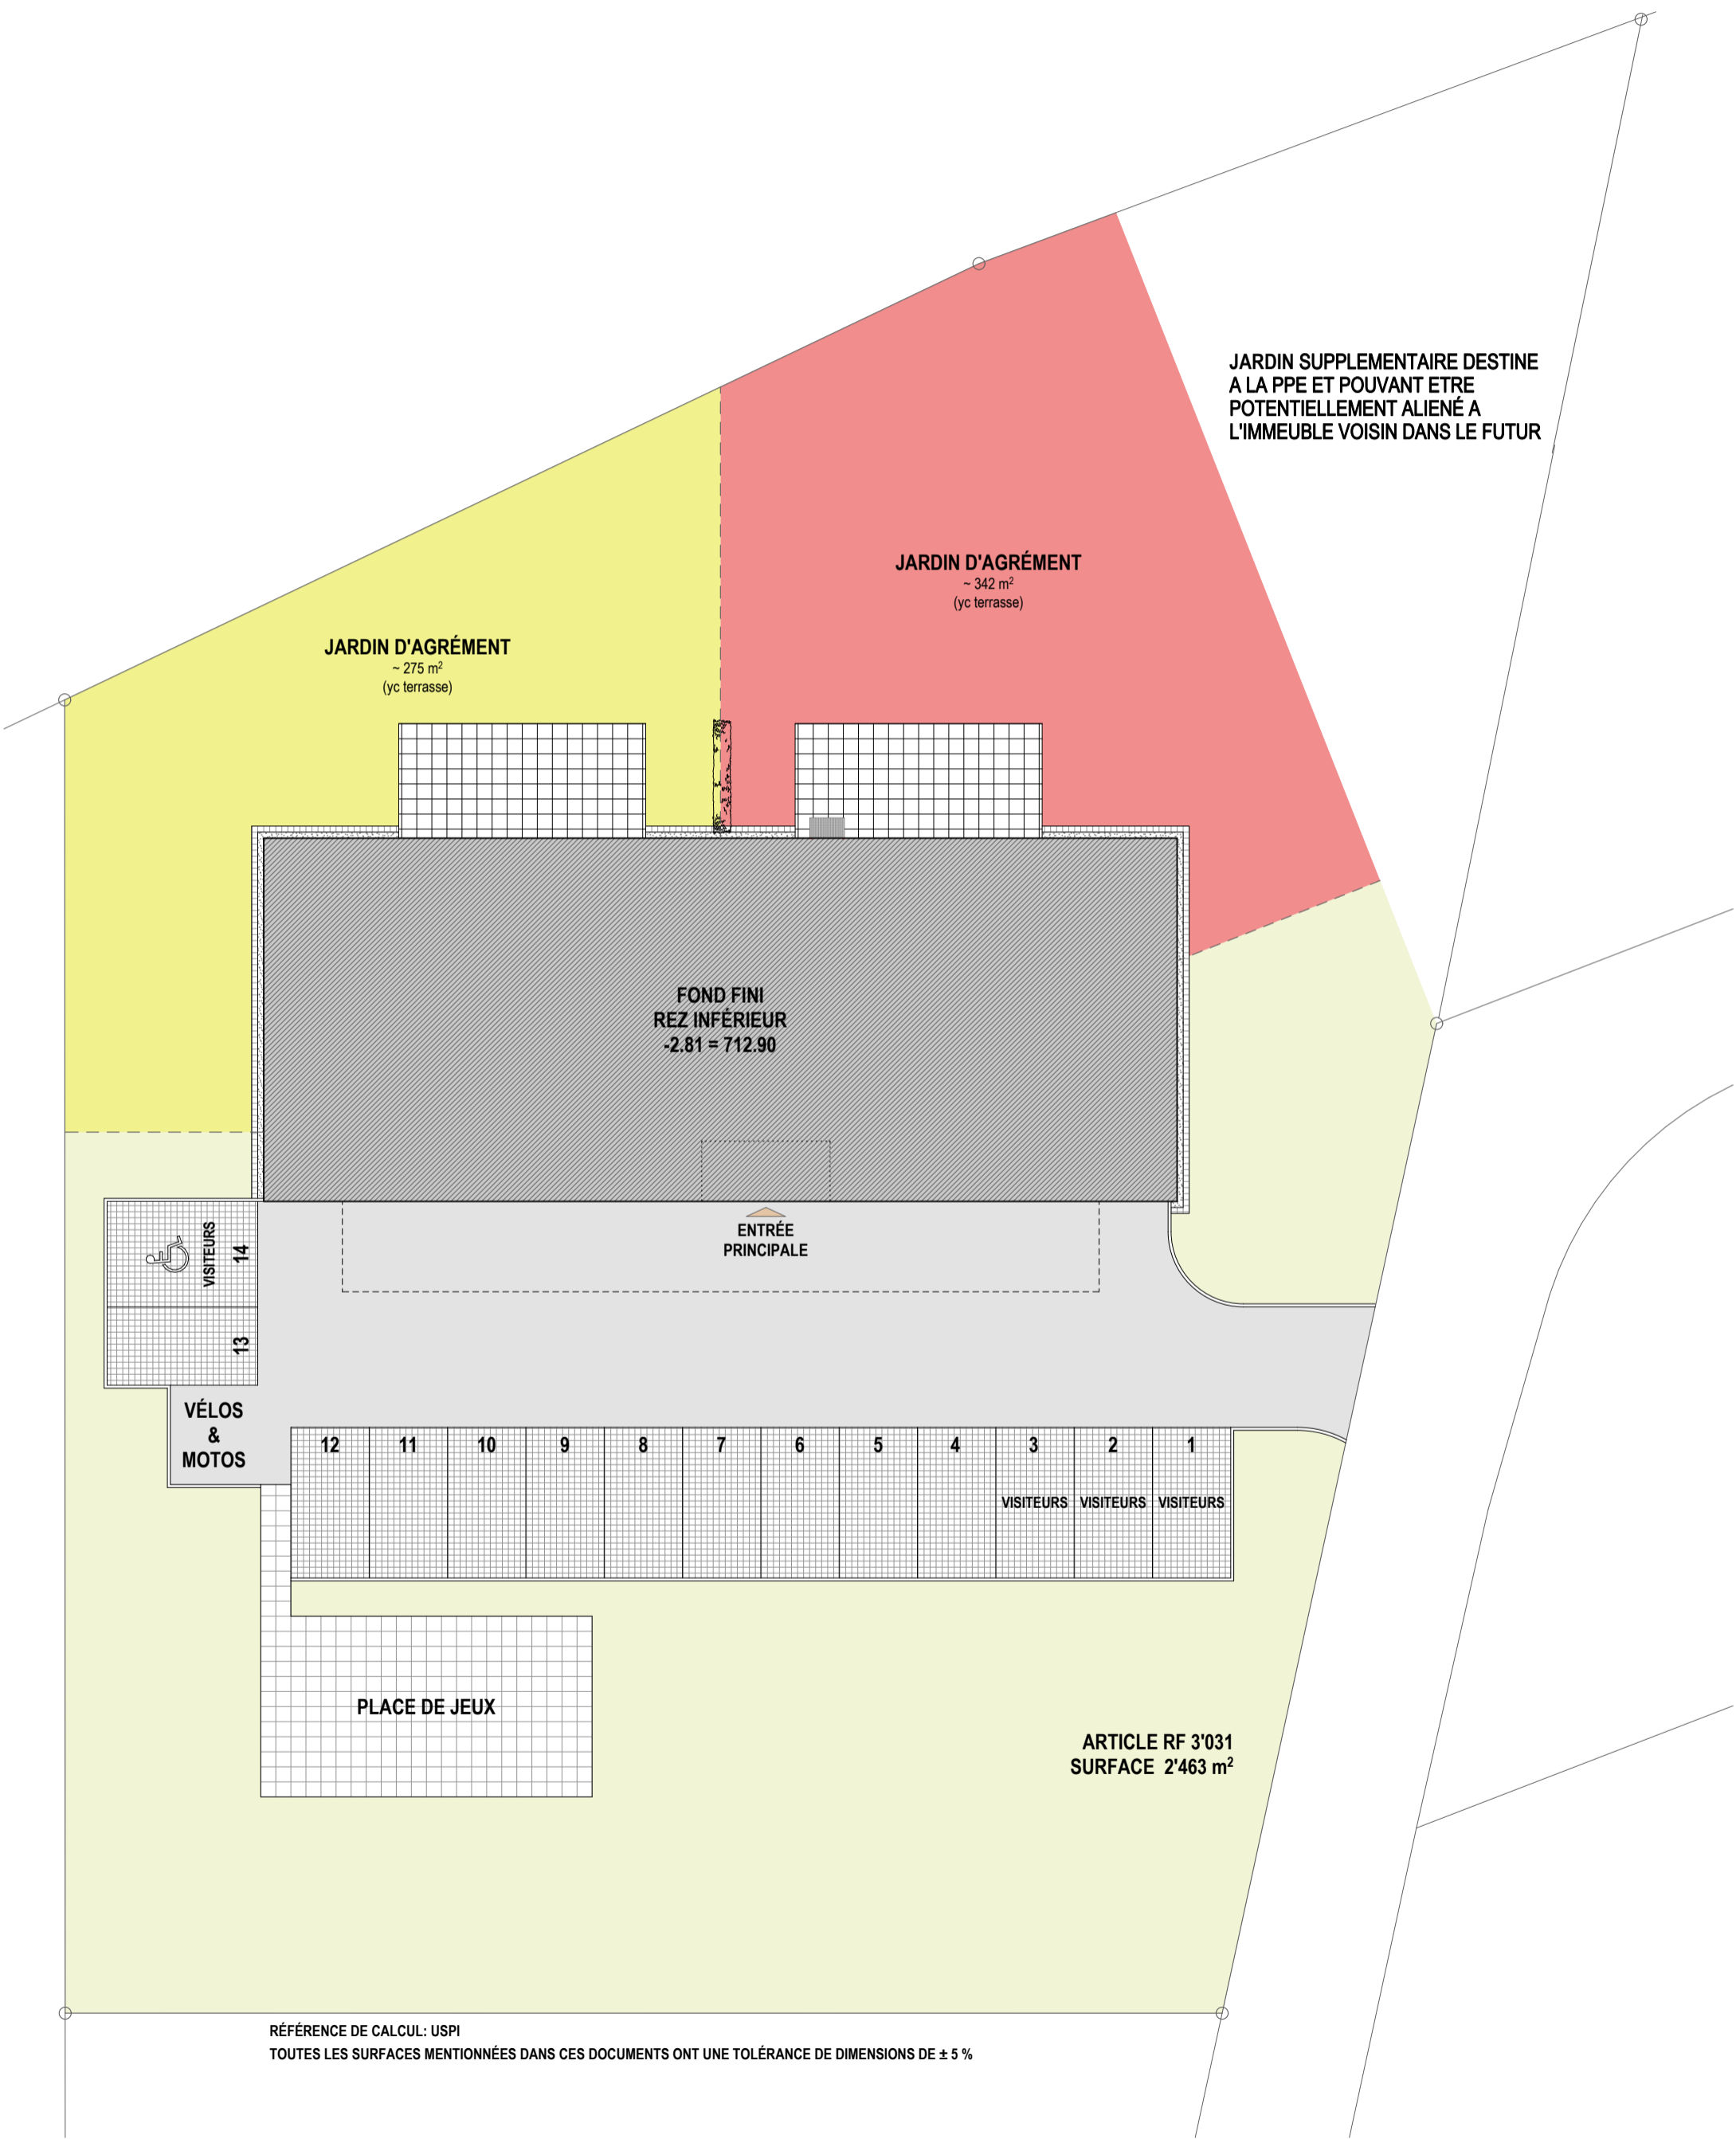 JARDIN SUPPLEMENTAIRE DESTINE
A LA PPE ET POUVANT ETRE
POTENTIELLEMENT ALIENÉ A
L'IMMEUBLE VOISIN DANS LE FUTUR
JARDIN D'AGRÉMENT
~ 342 m²
(yc terrasse)
JARDIN D'AGRÉMENT
~ 275 m²
(yc terrasse)
FOND FINI
REZ INFÉRIEUR
-2.81 = 712.90
ENTRÉE
PRINCIPALE
VISITEURS
14
13
VÉLOS
&
MOTOS
12 11 10 9 8 7 6 5 4 3 2 1
VISITEURS VISITEURS VISITEURS
PLACE DE JEUX
ARTICLE RF 3'031
SURFACE 2'463 m²
RÉFÉRENCE DE CALCUL: USPI
TOUTES LES SURFACES MENTIONNÉES DANS CES DOCUMENTS ONT UNE TOLÉRANCE DE DIMENSIONS DE ± 5 %